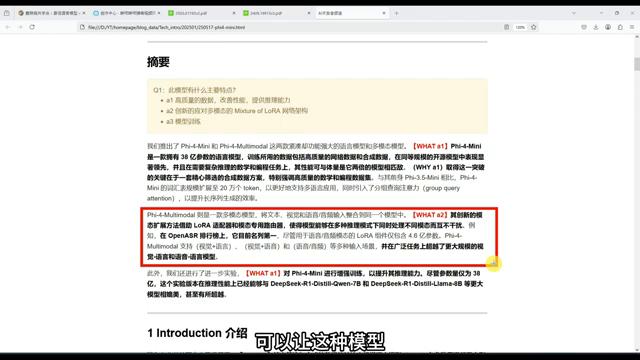 file:///D:/YT/homepage/blog_data/Tech_intro/202501/250517-phi4-mini.html
120%
摘要
Q1：此模型有什么主要特点？
a1 高质量的数据，改善性能，提供推理能力
a2 创新的应对多模态的 Mixture of LoRA 网络架构
a3 模型训练
我们推出了 Phi-4-Mini 和 Phi-4-Multimodal 这两款紧凑却功能强大的语言模型和多模态模型。【WHAT a1】Phi-4-Mini
是一款拥有 38 亿参数的语言模型，训练所用的数据包括高质量的网络数据和合成数据，在同等规模的开源模型中表现显
著领先，并且在需要复杂推理的数学和编程任务上，其性能可与体量是它两倍的模型相匹敌。【WHY a1】取得这一突破
的关键在于一套精心筛选的合成数据方案，特别强调高质量的数学和编程数据集。与其前身 Phi-3.5-Mini 相比，Phi-4-
Mini 的词汇表规模扩展至 20 万个 token，以更好地支持多语言应用，同时引入了分组查询注意力（group query
attention），以提升长序列生成的效率。
Phi-4-Multimodal 则是一款多模态模型，将文本、视觉和语音/音频输入整合到同一个模型中。【WHAT a2】其创新的模
态扩展方法借助 LoRA 适配器和模态专用路由器，使得模型能够在多种推理模式下同时处理不同模态而互不干扰。例
如，在 OpenASR 排行榜上，它目前名列第一，尽管用于语音/音频模态的 LoRA 组件仅包含 4.6 亿参数。Phi-4-
Multimodal 支持（视觉+语言）、（视觉+语音）和（语音/音频）等多种输入场景，并在广泛任务上超越了更大规模的视
觉-语言和语音-语言模型。
此外，我们还进行了进一步实验，【WHAT a1】对 Phi-4-Mini 进行增强训练，以提升其推理能力。尽管参数量仅为 38
亿，这个实验版本在推理性能上已经能够与 DeepSeek-R1-Distill-Qwen-7B 和 DeepSeek-R1-Distill-Llama-8B 等更大
模型相媲美，甚至有所超越。
1 Introduction 介绍
可以让这种模型